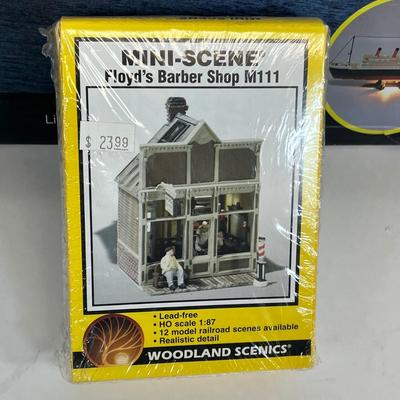 MINI-SCENE®
Floyd's Barber Shop M111
$ 23.99
• Lead-free
• HO scale 1:87
• 12 model railroad scenes available
• Realistic detail
WOODLAND SCENICS®
Li